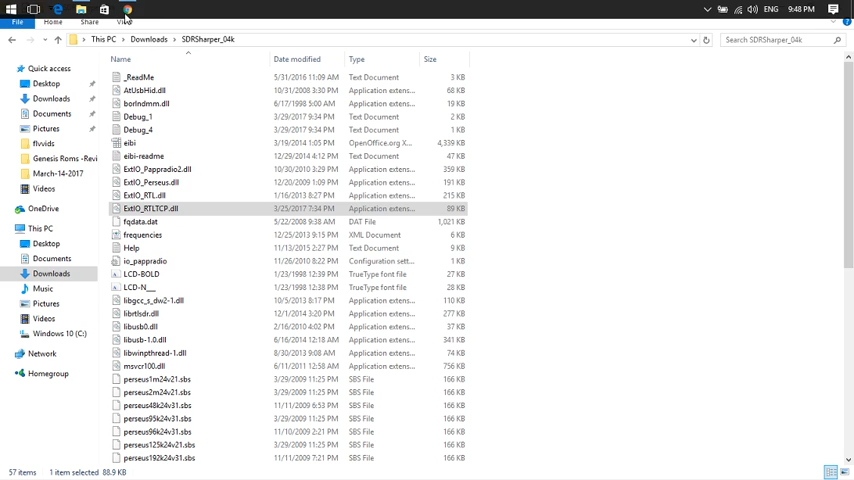 ENG 9:48 PM
File Home Share View
This PC Downloads SDRSharper_04k Search SDRSharper_04k
Name Date modified Type Size
Quick access
Desktop
Downloads
Documents
Pictures
flvvids
Genesis Roms -Revi
March-14-2017
Videos
OneDrive
This PC
Desktop
Documents
Downloads
Music
Pictures
Videos
Windows 10 (C:)
Network
Homegroup
_ReadMe 5/31/2016 11:09 AM Text Document 3 KB
AtUsbHid.dll 10/31/2008 3:30 PM Application extens... 68 KB
borlndmm.dll 6/17/1998 5:00 AM Application extens... 19 KB
Debug_1 3/29/2017 9:34 PM Text Document 2 KB
Debug_4 3/29/2017 9:34 PM Text Document 1 KB
eibi 3/19/2014 1:05 PM OpenOffice.org X... 4,339 KB
eibi-readme 12/29/2014 4:12 PM Text Document 47 KB
ExtIO_Pappradio2.dll 10/30/2010 3:29 PM Application extens... 359 KB
ExtIO_Perseus.dll 12/20/2009 1:09 PM Application extens... 191 KB
ExtIO_RTL.dll 1/16/2013 8:27 PM Application extens... 215 KB
ExtIO_RTLTCP.dll 3/25/2017 7:34 PM Application extens... 89 KB
fqdata.dat 5/22/2008 9:38 AM DAT File 1,021 KB
frequencies 12/25/2013 9:15 PM XML Document 6 KB
Help 11/13/2015 2:27 PM Text Document 9 KB
io_pappradio 11/26/2010 8:22 PM Configuration sett... 1 KB
LCD-BOLD 1/23/1998 12:39 PM TrueType font file 27 KB
LCD-N___ 1/23/1998 12:38 PM TrueType font file 28 KB
libgcc_s_dw2-1.dll 10/5/2013 8:17 PM Application extens... 110 KB
librtlsdr.dll 12/1/2014 3:20 PM Application extens... 277 KB
libusb0.dll 2/16/2010 4:02 PM Application extens... 37 KB
libusb-1.0.dll 6/16/2014 12:18 PM Application extens... 341 KB
libwinpthread-1.dll 8/30/2013 9:08 AM Application extens... 74 KB
msvcr100.dll 6/11/2011 12:58 AM Application extens... 756 KB
perseus1m24v21.sbs 3/29/2009 11:25 PM SBS File 166 KB
perseus2m24v21.sbs 3/29/2009 11:25 PM SBS File 166 KB
perseus48k24v31.sbs 11/11/2009 6:53 PM SBS File 166 KB
perseus95k24v31.sbs 3/29/2009 11:25 PM SBS File 166 KB
perseus96k24v31.sbs 11/10/2009 2:21 PM SBS File 166 KB
perseus125k24v21.sbs 3/29/2009 11:25 PM SBS File 166 KB
perseus192k24v31.sbs 11/11/2009 7:21 PM SBS File 166 KB
57 items 1 item selected 88.9 KB